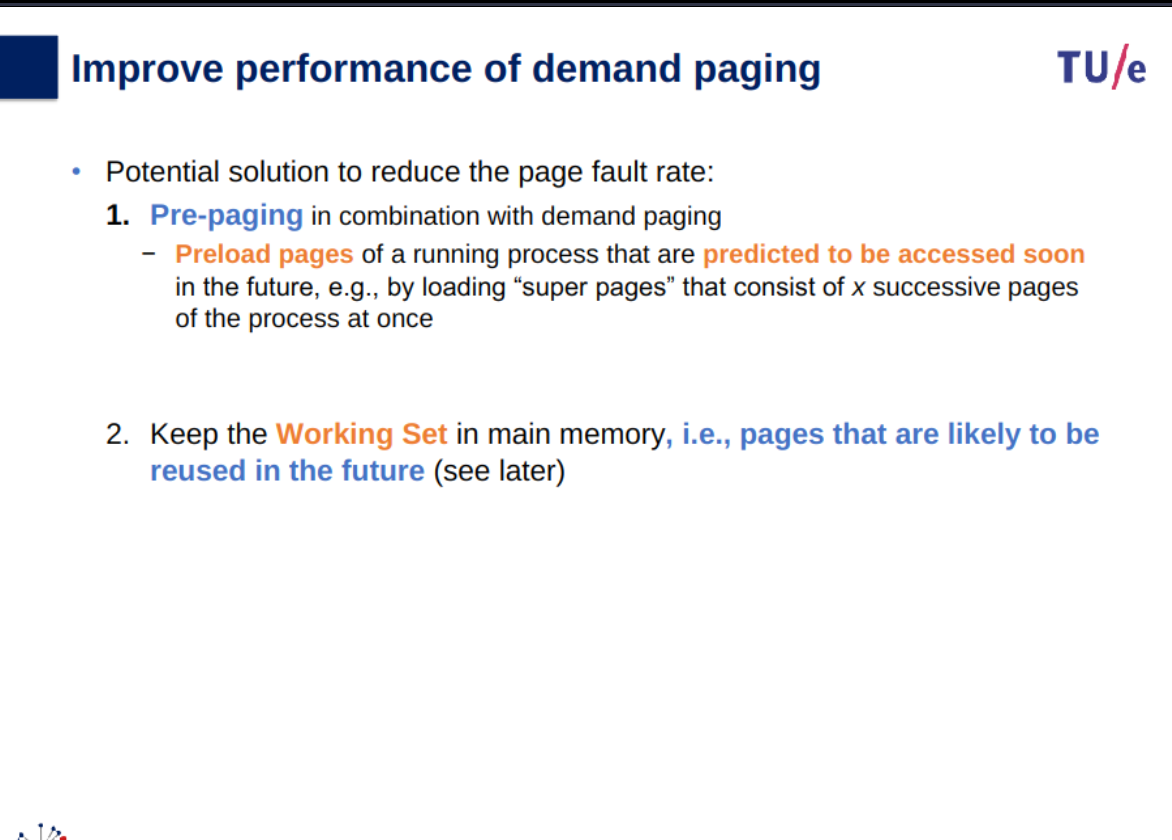 Improve performance of demand paging
TU/e
• Potential solution to reduce the page fault rate:
1. Pre-paging in combination with demand paging
– Preload pages of a running process that are predicted to be accessed soon
in the future, e.g., by loading “super pages” that consist of x successive pages
of the process at once
2. Keep the Working Set in main memory, i.e., pages that are likely to be
reused in the future (see later)